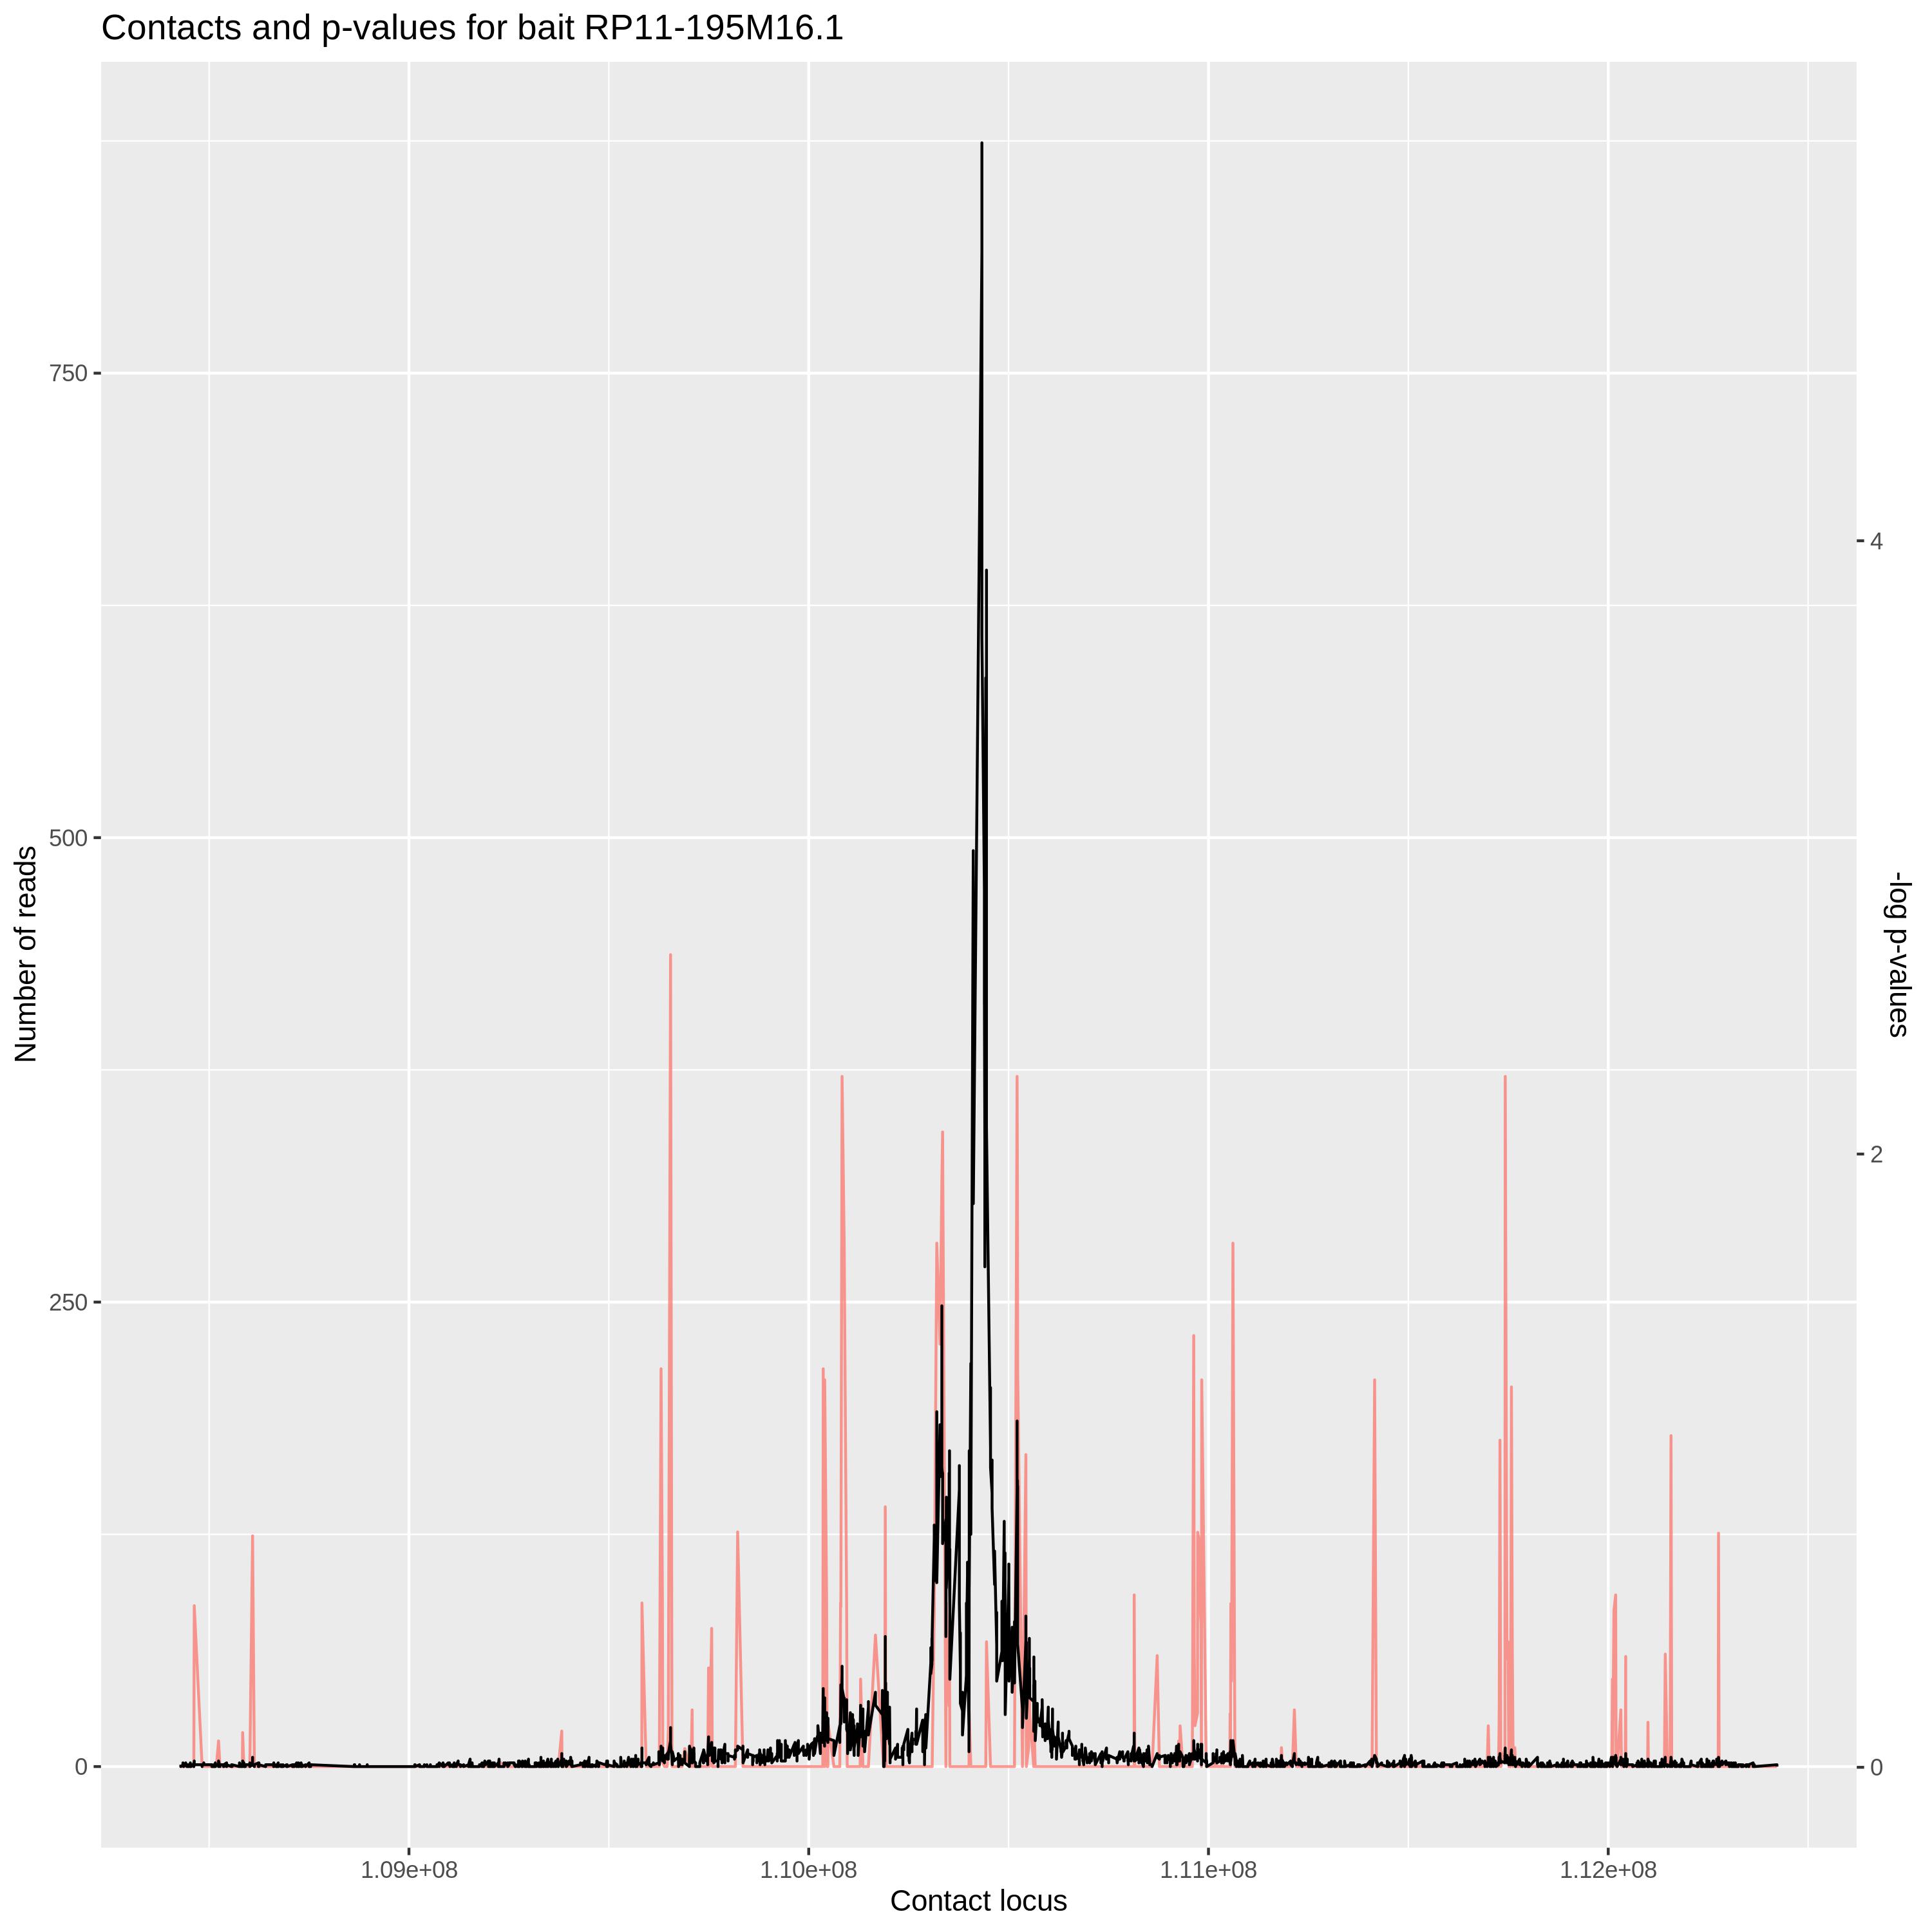 Contacts and p-values for bait RP11-195M16.1
750
500
250
0
Number of reads
4
2
0
-log p-values
1.09e+08
1.10e+08
1.11e+08
1.12e+08
Contact locus